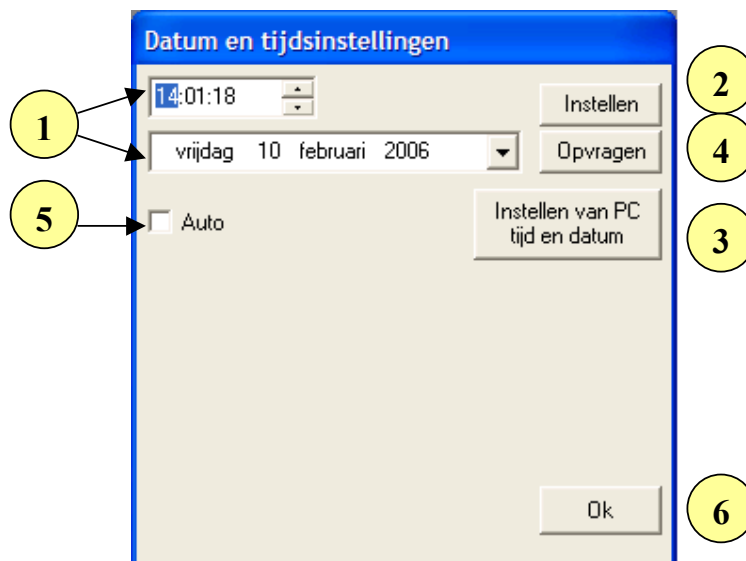 Datum en tijdsinstellingen
14:01:18
2
Instellen
1
vrijdag 10 februari 2006
Opvragen
4
5
Auto
Instellen van PC
tijd en datum
3
Ok
6